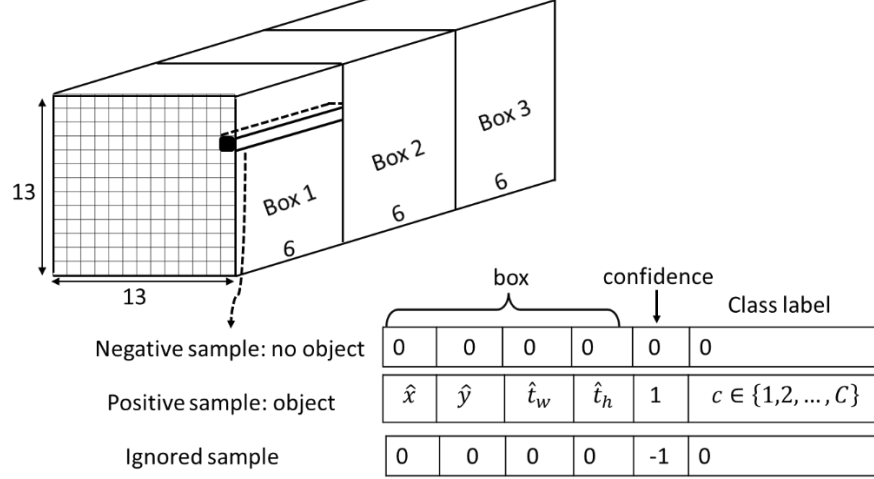 Box 3
Box 2
Box 1
13
6
6
6
13
box
confidence
Class label
Negative sample: no object 0 0 0 0 0 0
Positive sample: object x̂ ŷ t̂_w t̂_h 1 c ∈ {1,2, … , C}
Ignored sample 0 0 0 0 -1 0